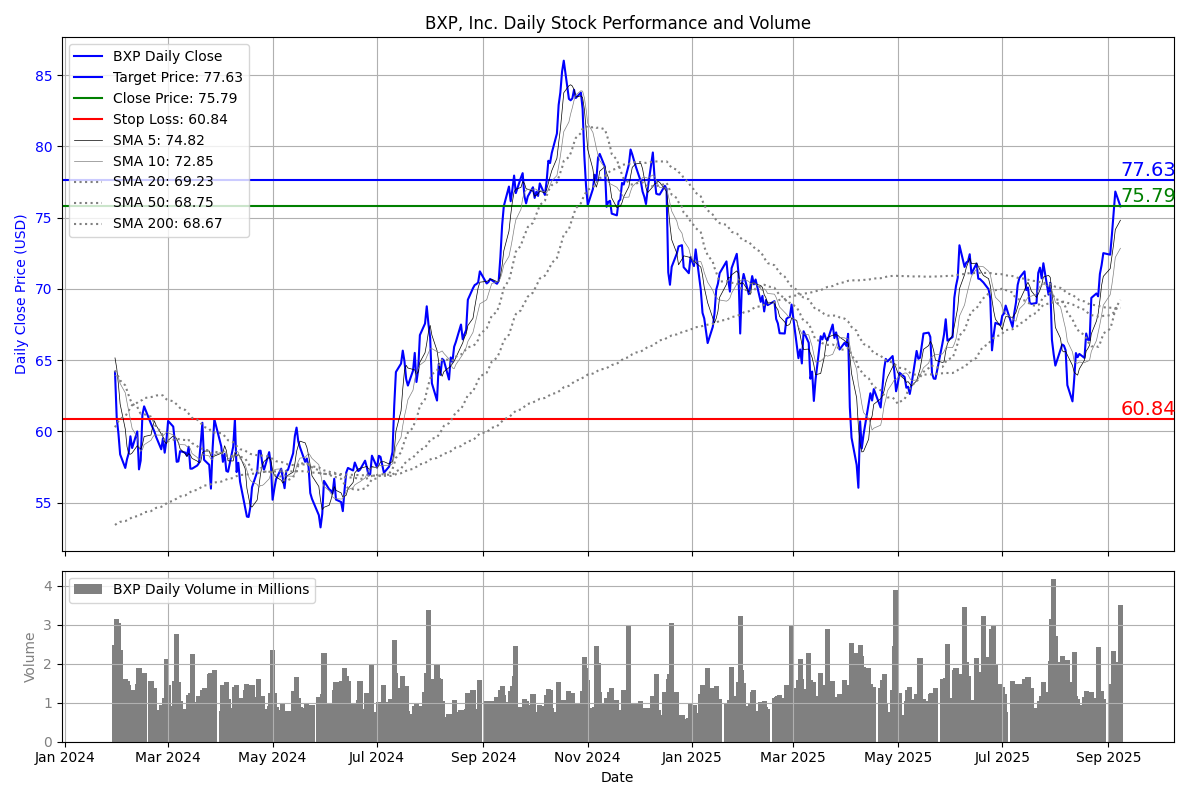 BXP, Inc. Daily Stock Performance and Volume
BXP Daily Close
Target Price: 77.63
Close Price: 75.79
Stop Loss: 60.84
SMA 5: 74.82
SMA 10: 72.85
SMA 20: 69.23
SMA 50: 68.75
SMA 200: 68.67
85
80
75
70
65
60
55
Daily Close Price (USD)
77.63
75.79
60.84
BXP Daily Volume in Millions
4
3
2
1
0
Volume
Jan 2024 Mar 2024 May 2024 Jul 2024 Sep 2024 Nov 2024 Jan 2025 Mar 2025 May 2025 Jul 2025 Sep 2025
Date